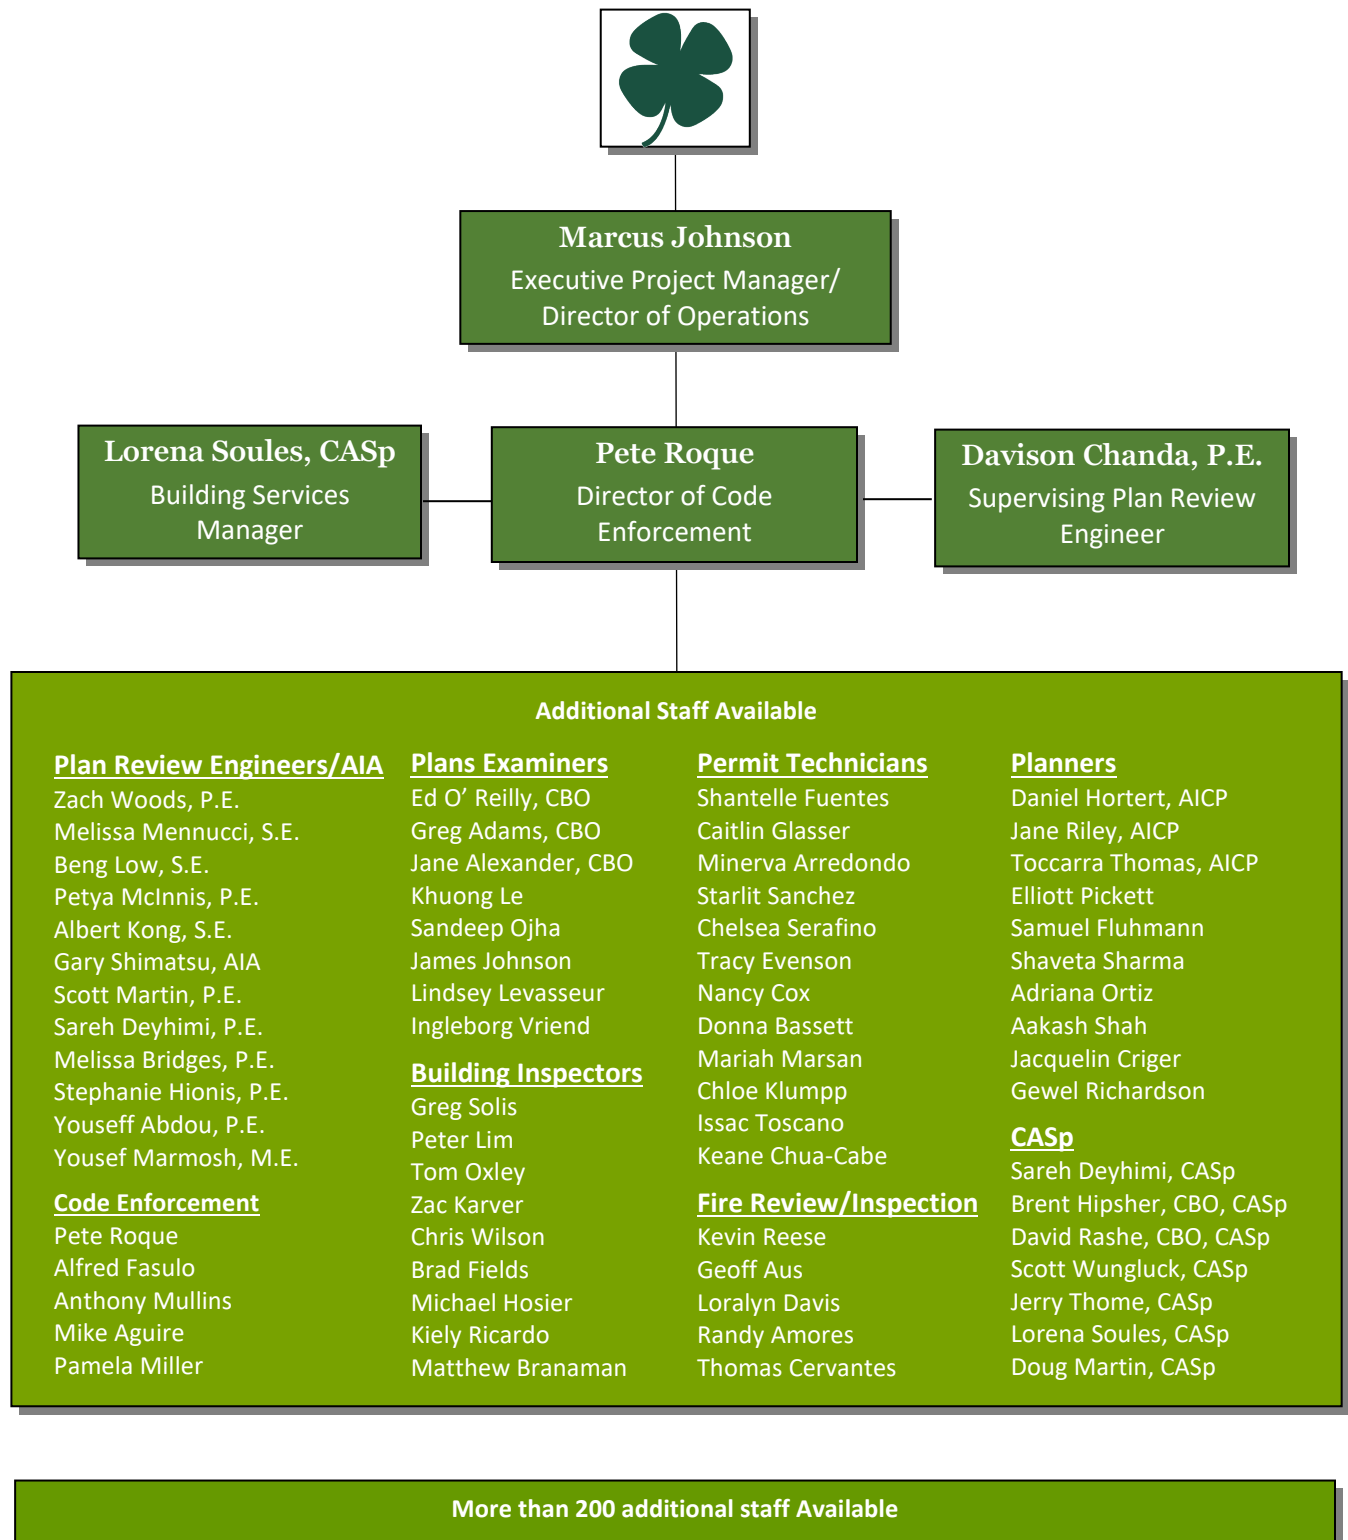 Marcus Johnson
Executive Project Manager/
Director of Operations
Lorena Soules, CASp
Building Services
Manager
Pete Roque
Director of Code
Enforcement
Davison Chanda, P.E.
Supervising Plan Review
Engineer
Additional Staff Available
Plan Review Engineers/AIA
Zach Woods, P.E.
Melissa Mennucci, S.E.
Beng Low, S.E.
Petya McInnis, P.E.
Albert Kong, S.E.
Gary Shimatsu, AIA
Scott Martin, P.E.
Sareh Deyhimi, P.E.
Melissa Bridges, P.E.
Stephanie Hionis, P.E.
Youseff Abdou, P.E.
Yousef Marmosh, M.E.
Code Enforcement
Pete Roque
Alfred Fasulo
Anthony Mullins
Mike Aguire
Pamela Miller
Plans Examiners
Ed O’ Reilly, CBO
Greg Adams, CBO
Jane Alexander, CBO
Khuong Le
Sandeep Ojha
James Johnson
Lindsey Levasseur
Ingleborg Vriend
Building Inspectors
Greg Solis
Peter Lim
Tom Oxley
Zac Karver
Chris Wilson
Brad Fields
Michael Hosier
Kiely Ricardo
Matthew Branaman
Permit Technicians
Shantelle Fuentes
Caitlin Glasser
Minerva Arredondo
Starlit Sanchez
Chelsea Serafino
Tracy Evenson
Nancy Cox
Donna Bassett
Mariah Marsan
Chloe Klumpp
Issac Toscano
Keane Chua-Cabe
Fire Review/Inspection
Kevin Reese
Geoff Aus
Loralyn Davis
Randy Amores
Thomas Cervantes
Planners
Daniel Hortert, AICP
Jane Riley, AICP
Toccarra Thomas, AICP
Elliott Pickett
Samuel Fluhmann
Shaveta Sharma
Adriana Ortiz
Aakash Shah
Jacquelin Criger
Gewel Richardson
CASp
Sareh Deyhimi, CASp
Brent Hipsher, CBO, CASp
David Rashe, CBO, CASp
Scott Wungluck, CASp
Jerry Thome, CASp
Lorena Soules, CASp
Doug Martin, CASp
More than 200 additional staff Available